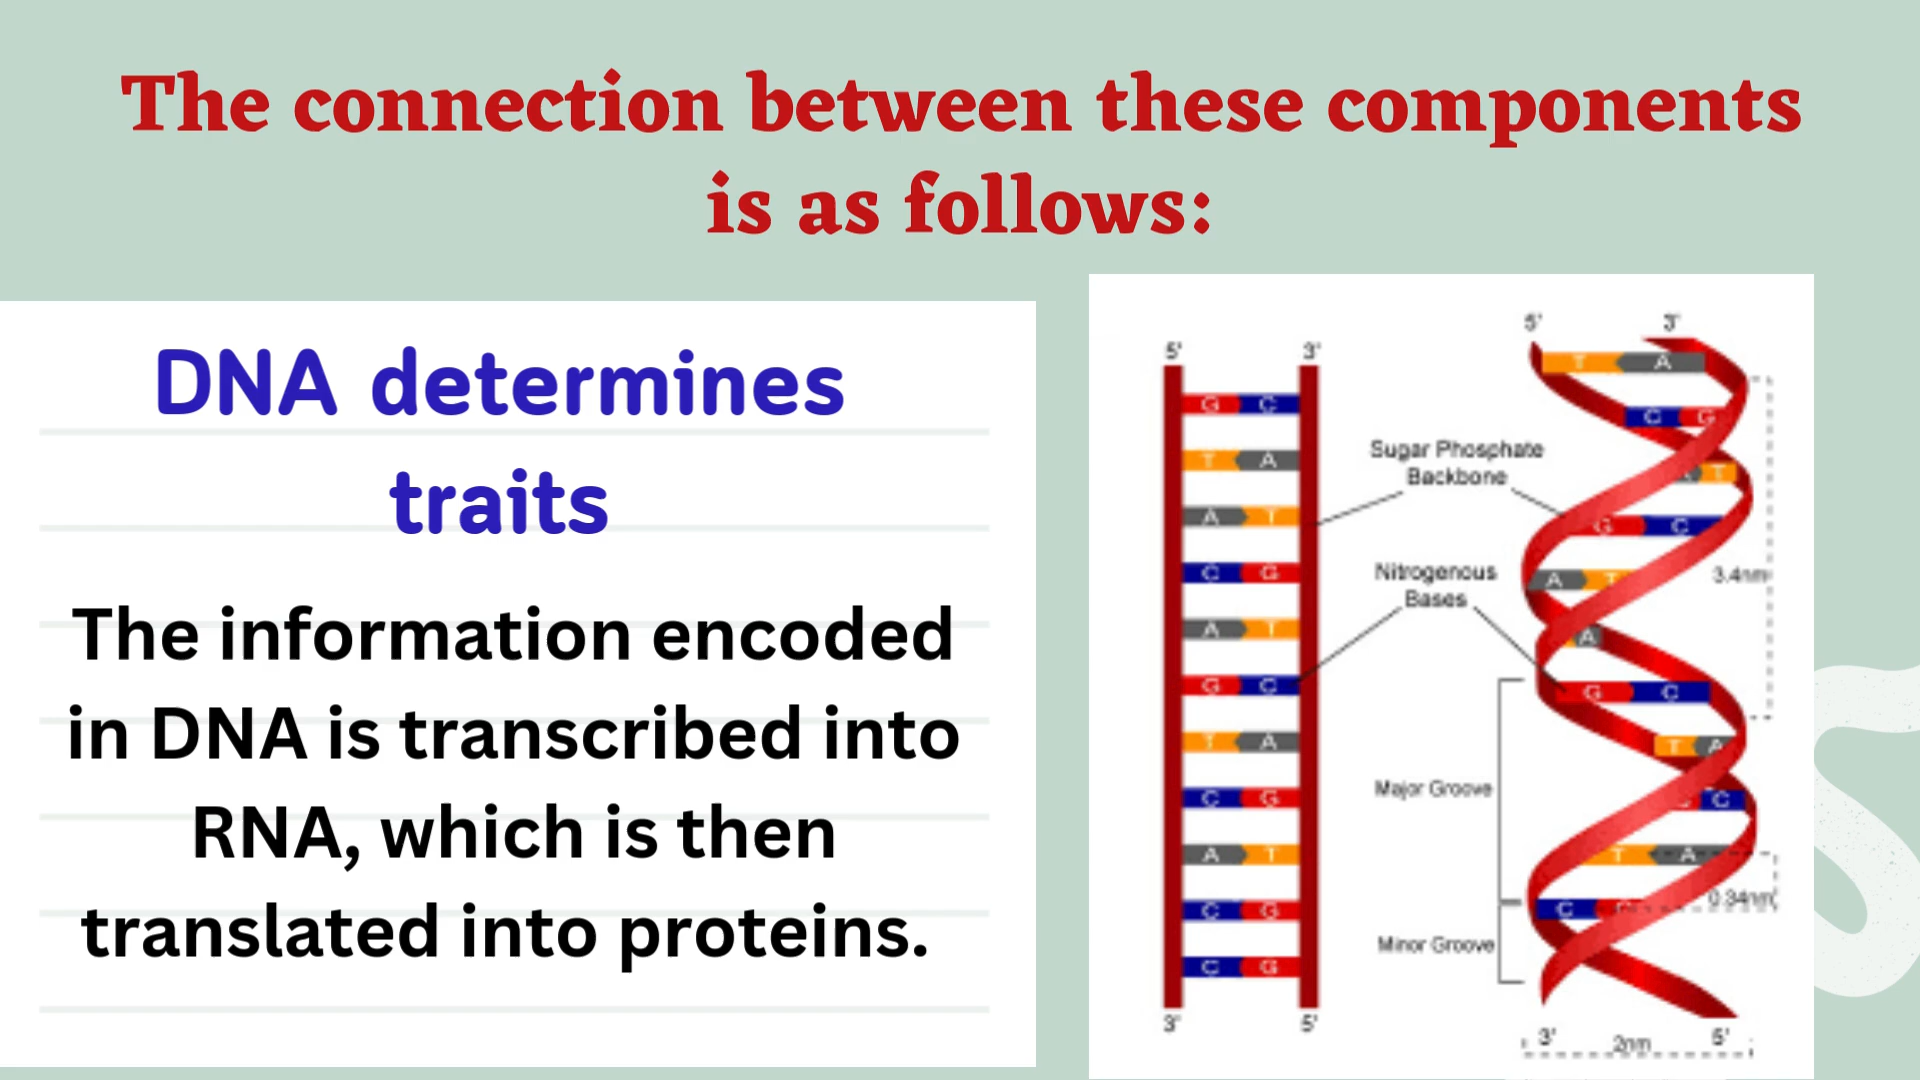 The connection between these components
is as follows:
DNA determines
traits
The information encoded
in DNA is transcribed into
RNA, which is then
translated into proteins.
5' 3'
G C
T A
A T
C G
A T
G C
T A
C G
A T
C G
C G
3' 5'
Sugar Phosphate
Backbone
Nitrogenous
Bases
Major Groove
Minor Groove
5' 3'
T A
C G
T
G C
A T
A
G C
T A
C
T A
C
3.4nm
0.34nm
3' 5'
2nm